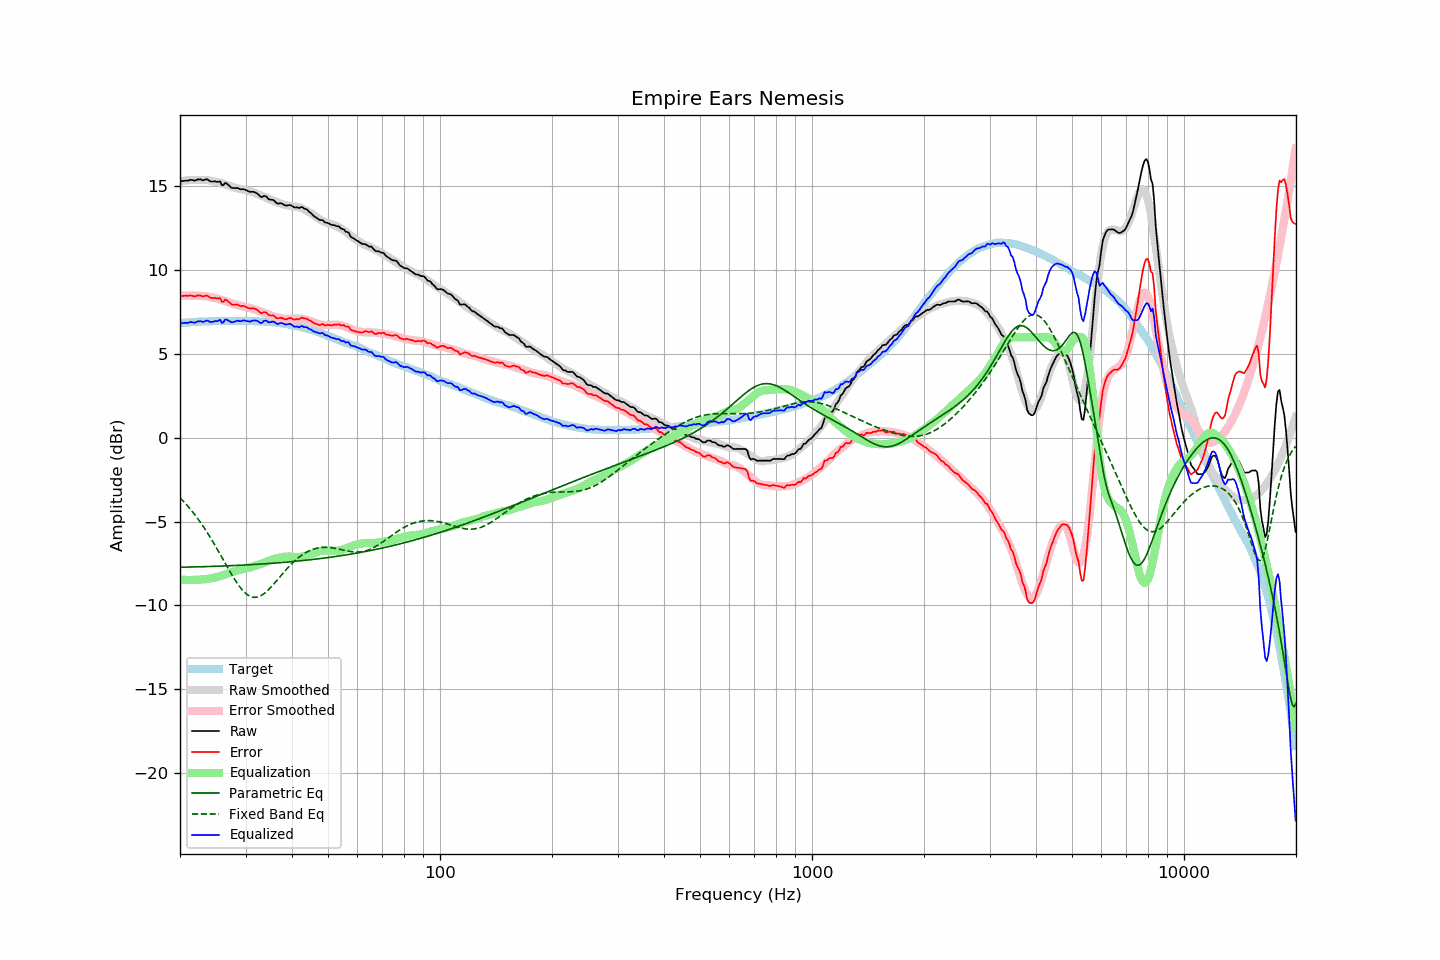 Empire Ears Nemesis
Amplitude (dBr)
15
10
5
0
−5
−10
−15
−20
Target
Raw Smoothed
Error Smoothed
Raw
Error
Equalization
Parametric Eq
Fixed Band Eq
Equalized
100
1000
10000
Frequency (Hz)